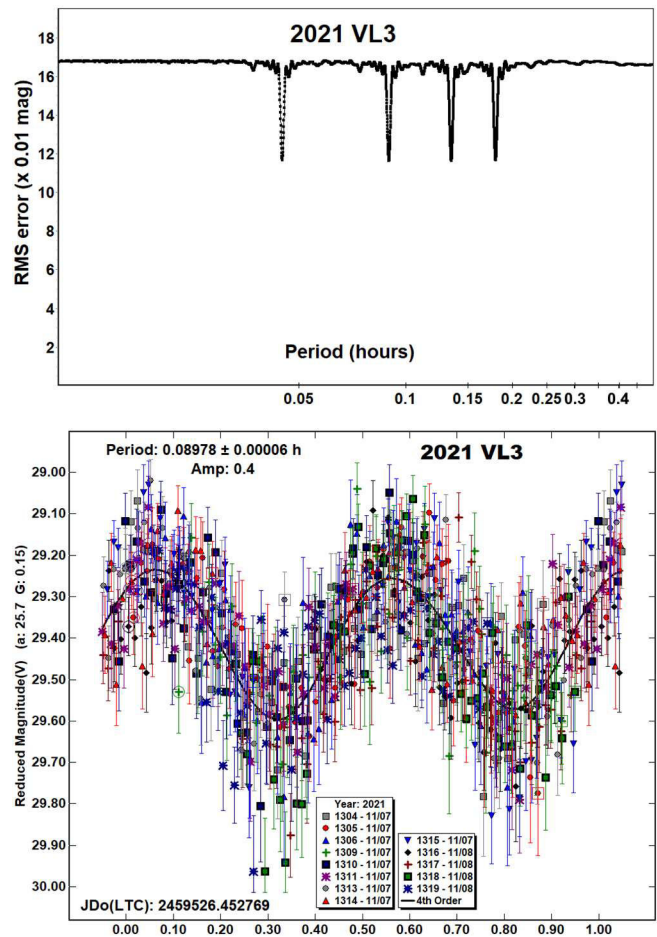 2021 VL3
RMS error (x 0.01 mag)
18
16
14
12
10
8
6
4
2
Period (hours)
0.05 0.1 0.15 0.2 0.25 0.3 0.4
Period: 0.08978 ± 0.00006 h
Amp: 0.4
2021 VL3
Reduced Magnitude(V) (α: 25.7 G: 0.15)
29.00
29.10
29.20
29.30
29.40
29.50
29.60
29.70
29.80
29.90
30.00
Year: 2021
1304 - 11/07
1305 - 11/07
1306 - 11/07
1309 - 11/07
1310 - 11/07
1311 - 11/07
1313 - 11/07
1314 - 11/07
1315 - 11/07
1316 - 11/08
1317 - 11/08
1318 - 11/08
1319 - 11/08
4th Order
JDo(LTC): 2459526.452769
0.00 0.10 0.20 0.30 0.40 0.50 0.60 0.70 0.80 0.90 1.00